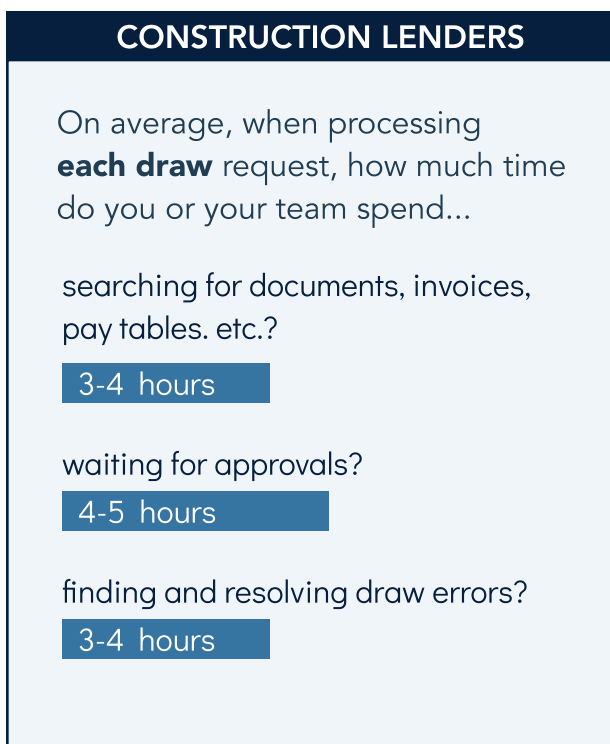 CONSTRUCTION LENDERS
On average, when processing
each draw request, how much time
do you or your team spend...
searching for documents, invoices,
pay tables. etc.?
3-4 hours
waiting for approvals?
4-5 hours
finding and resolving draw errors?
3-4 hours